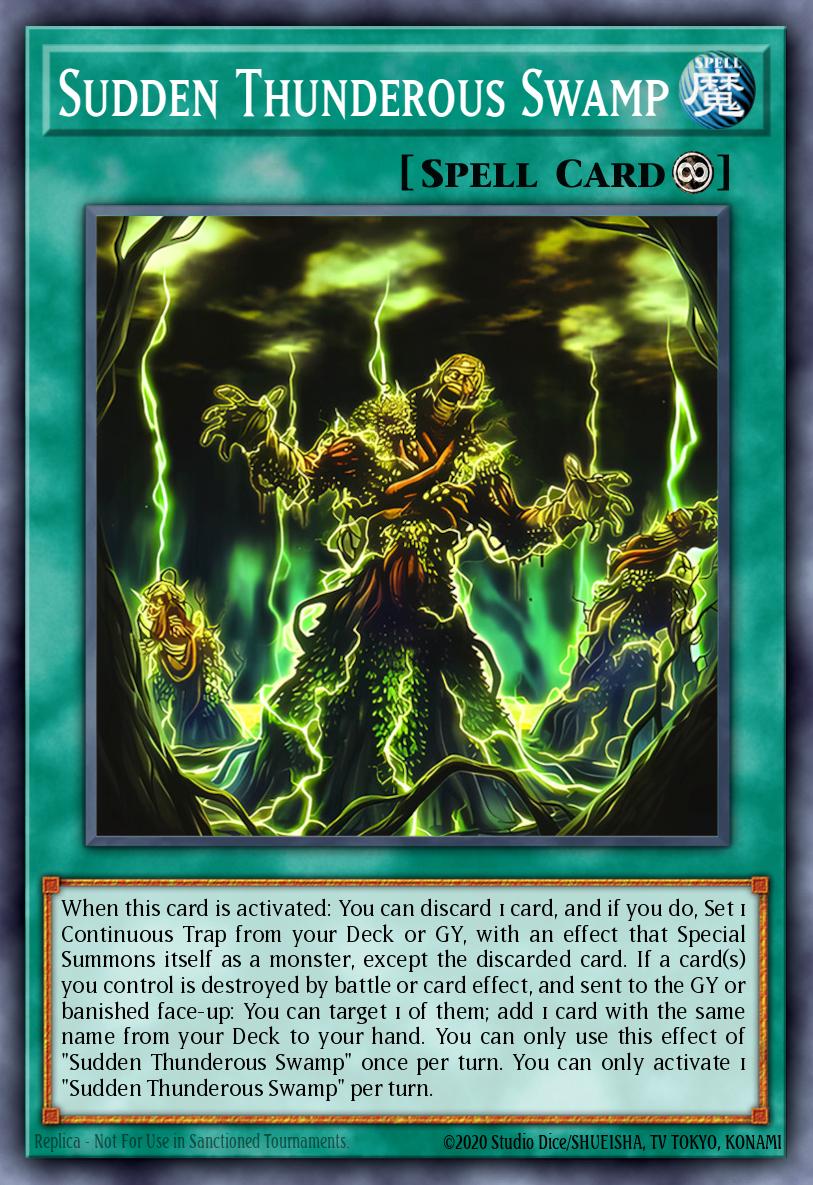 SUDDEN THUNDEROUS SWAMP
SPELL
魔
[SPELL CARD]
When this card is activated: You can discard 1 card, and if you do, Set 1
Continuous Trap from your Deck or GY, with an effect that Special
Summons itself as a monster, except the discarded card. If a card(s)
you control is destroyed by battle or card effect, and sent to the GY or
banished face-up: You can target 1 of them; add 1 card with the same
name from your Deck to your hand. You can only use this effect of
"Sudden Thunderous Swamp" once per turn. You can only activate 1
"Sudden Thunderous Swamp" per turn.
Replica - Not For Use in Sanctioned Tournaments.
©2020 Studio Dice/SHUEISHA, TV TOKYO, KONAMI